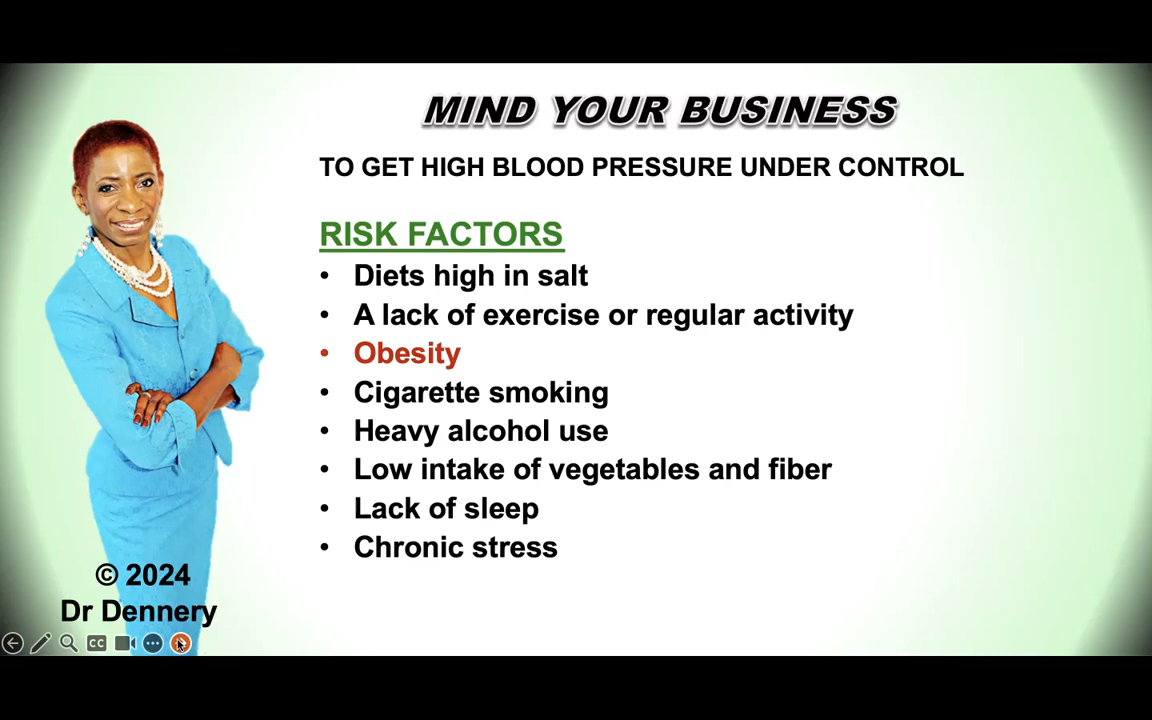 MIND YOUR BUSINESS
TO GET HIGH BLOOD PRESSURE UNDER CONTROL
RISK FACTORS
• Diets high in salt
• A lack of exercise or regular activity
• Obesity
• Cigarette smoking
• Heavy alcohol use
• Low intake of vegetables and fiber
• Lack of sleep
• Chronic stress
© 2024
Dr Dennery
CC